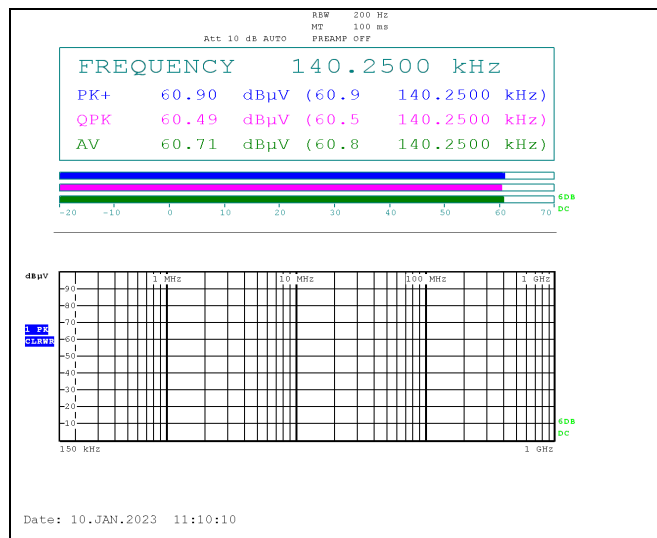 RBW 200 Hz
MT 100 ms
Att 10 dB AUTO PREAMP OFF
FREQUENCY 140.2500 kHz
PK+ 60.90 dBµV (60.9 140.2500 kHz)
QPK 60.49 dBµV (60.5 140.2500 kHz)
AV 60.71 dBµV (60.8 140.2500 kHz)
-20 -10 0 10 20 30 40 50 60 70
6DB
DC
dBµV
1 MHz 10 MHz 100 MHz 1 GHz
90
80
70
1 PK
CLRWR
60
50
40
30
20
10
6DB
DC
150 kHz 1 GHz
Date: 10.JAN.2023 11:10:10